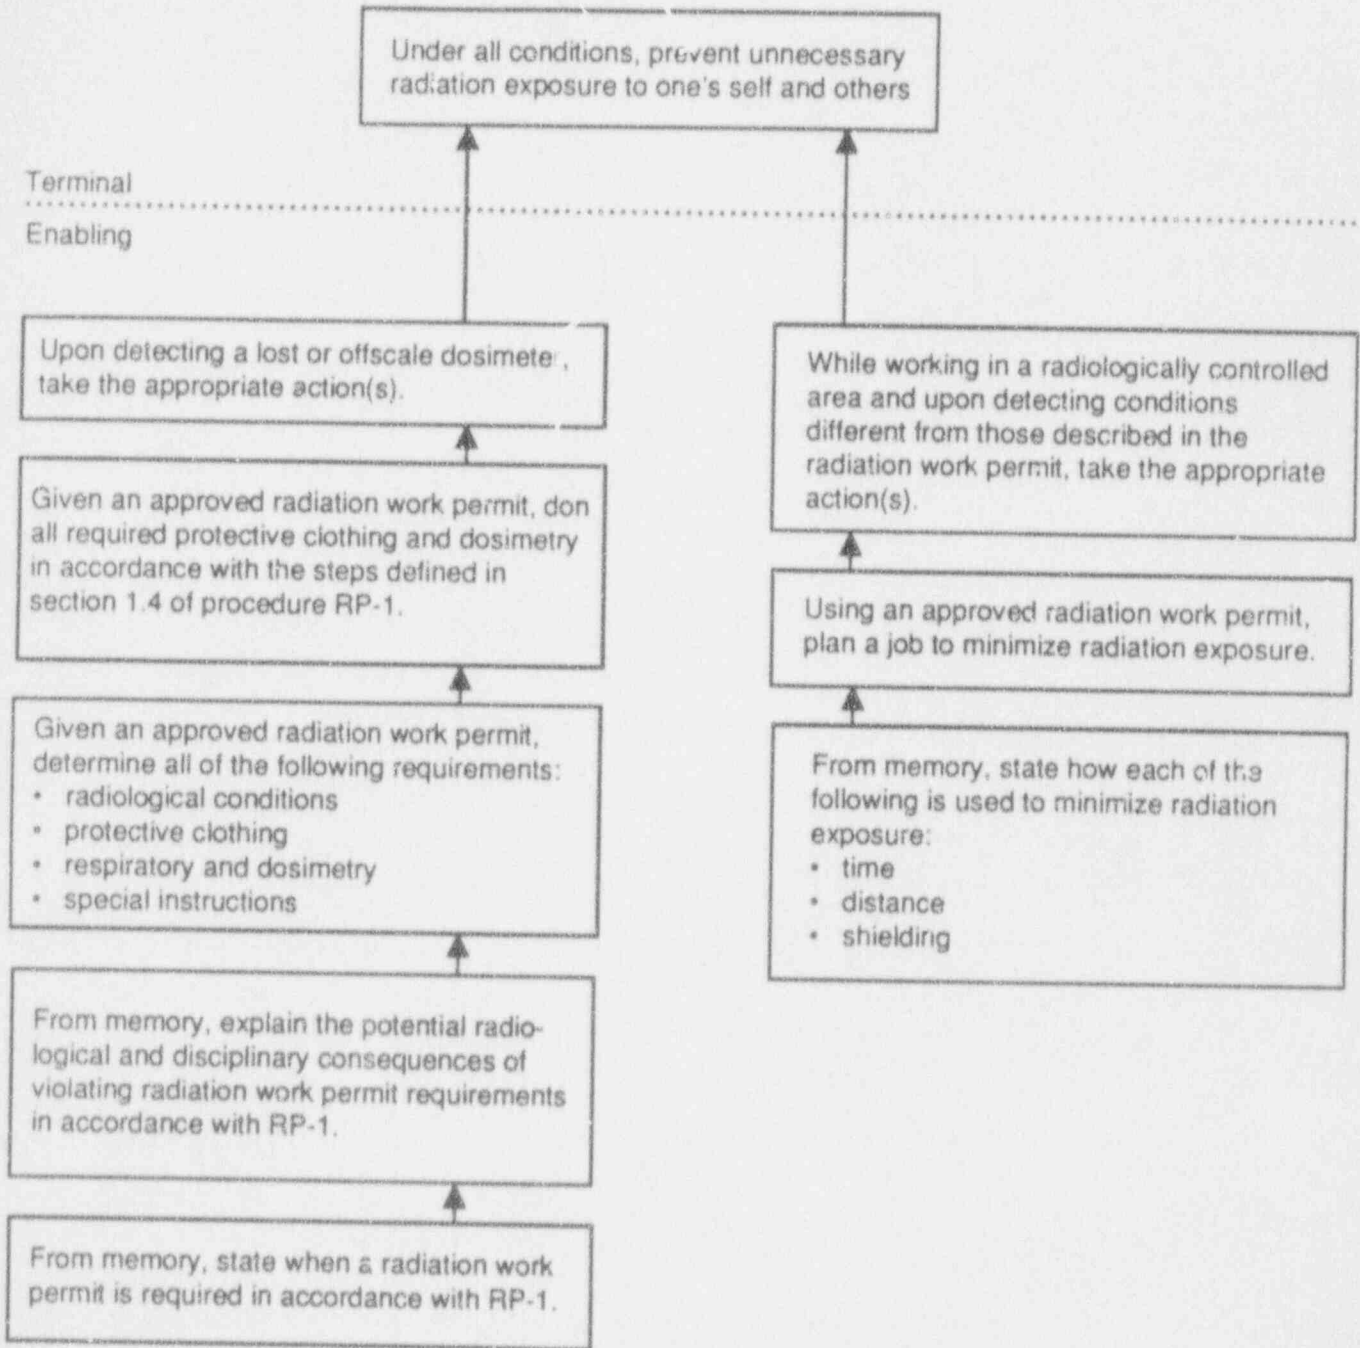 Under all conditions, prevent unnecessary
radiation exposure to one's self and others
Terminal
Enabling
Upon detecting a lost or offscale dosimeter,
take the appropriate action(s).
Given an approved radiation work permit, don
all required protective clothing and dosimetry
in accordance with the steps defined in
section 1.4 of procedure RP-1.
Given an approved radiation work permit,
determine all of the following requirements:
• radiological conditions
• protective clothing
• respiratory and dosimetry
• special instructions
From memory, explain the potential radio-
logical and disciplinary consequences of
violating radiation work permit requirements
in accordance with RP-1.
From memory, state when a radiation work
permit is required in accordance with RP-1.
While working in a radiologically controlled
area and upon detecting conditions
different from those described in the
radiation work permit, take the appropriate
action(s).
Using an approved radiation work permit,
plan a job to minimize radiation exposure.
From memory, state how each of the
following is used to minimize radiation
exposure:
• time
• distance
• shielding